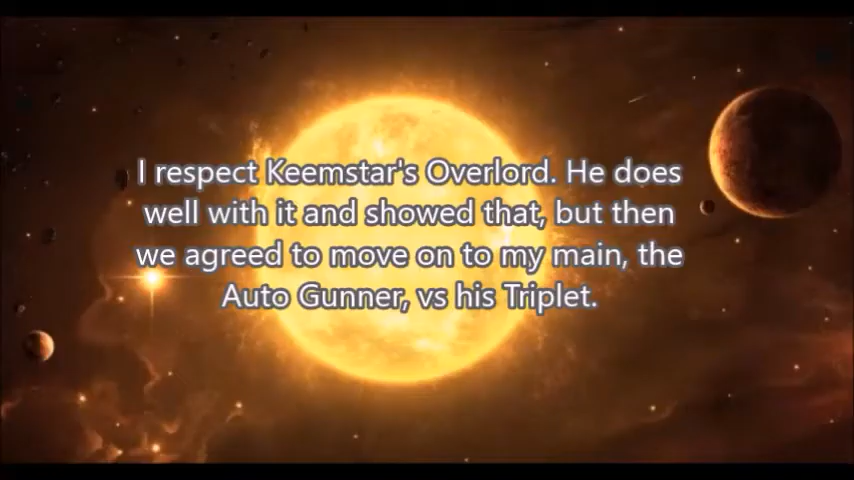 I respect Keemstar's Overlord. He does
well with it and showed that, but then
we agreed to move on to my main, the
Auto Gunner, vs his Triplet.